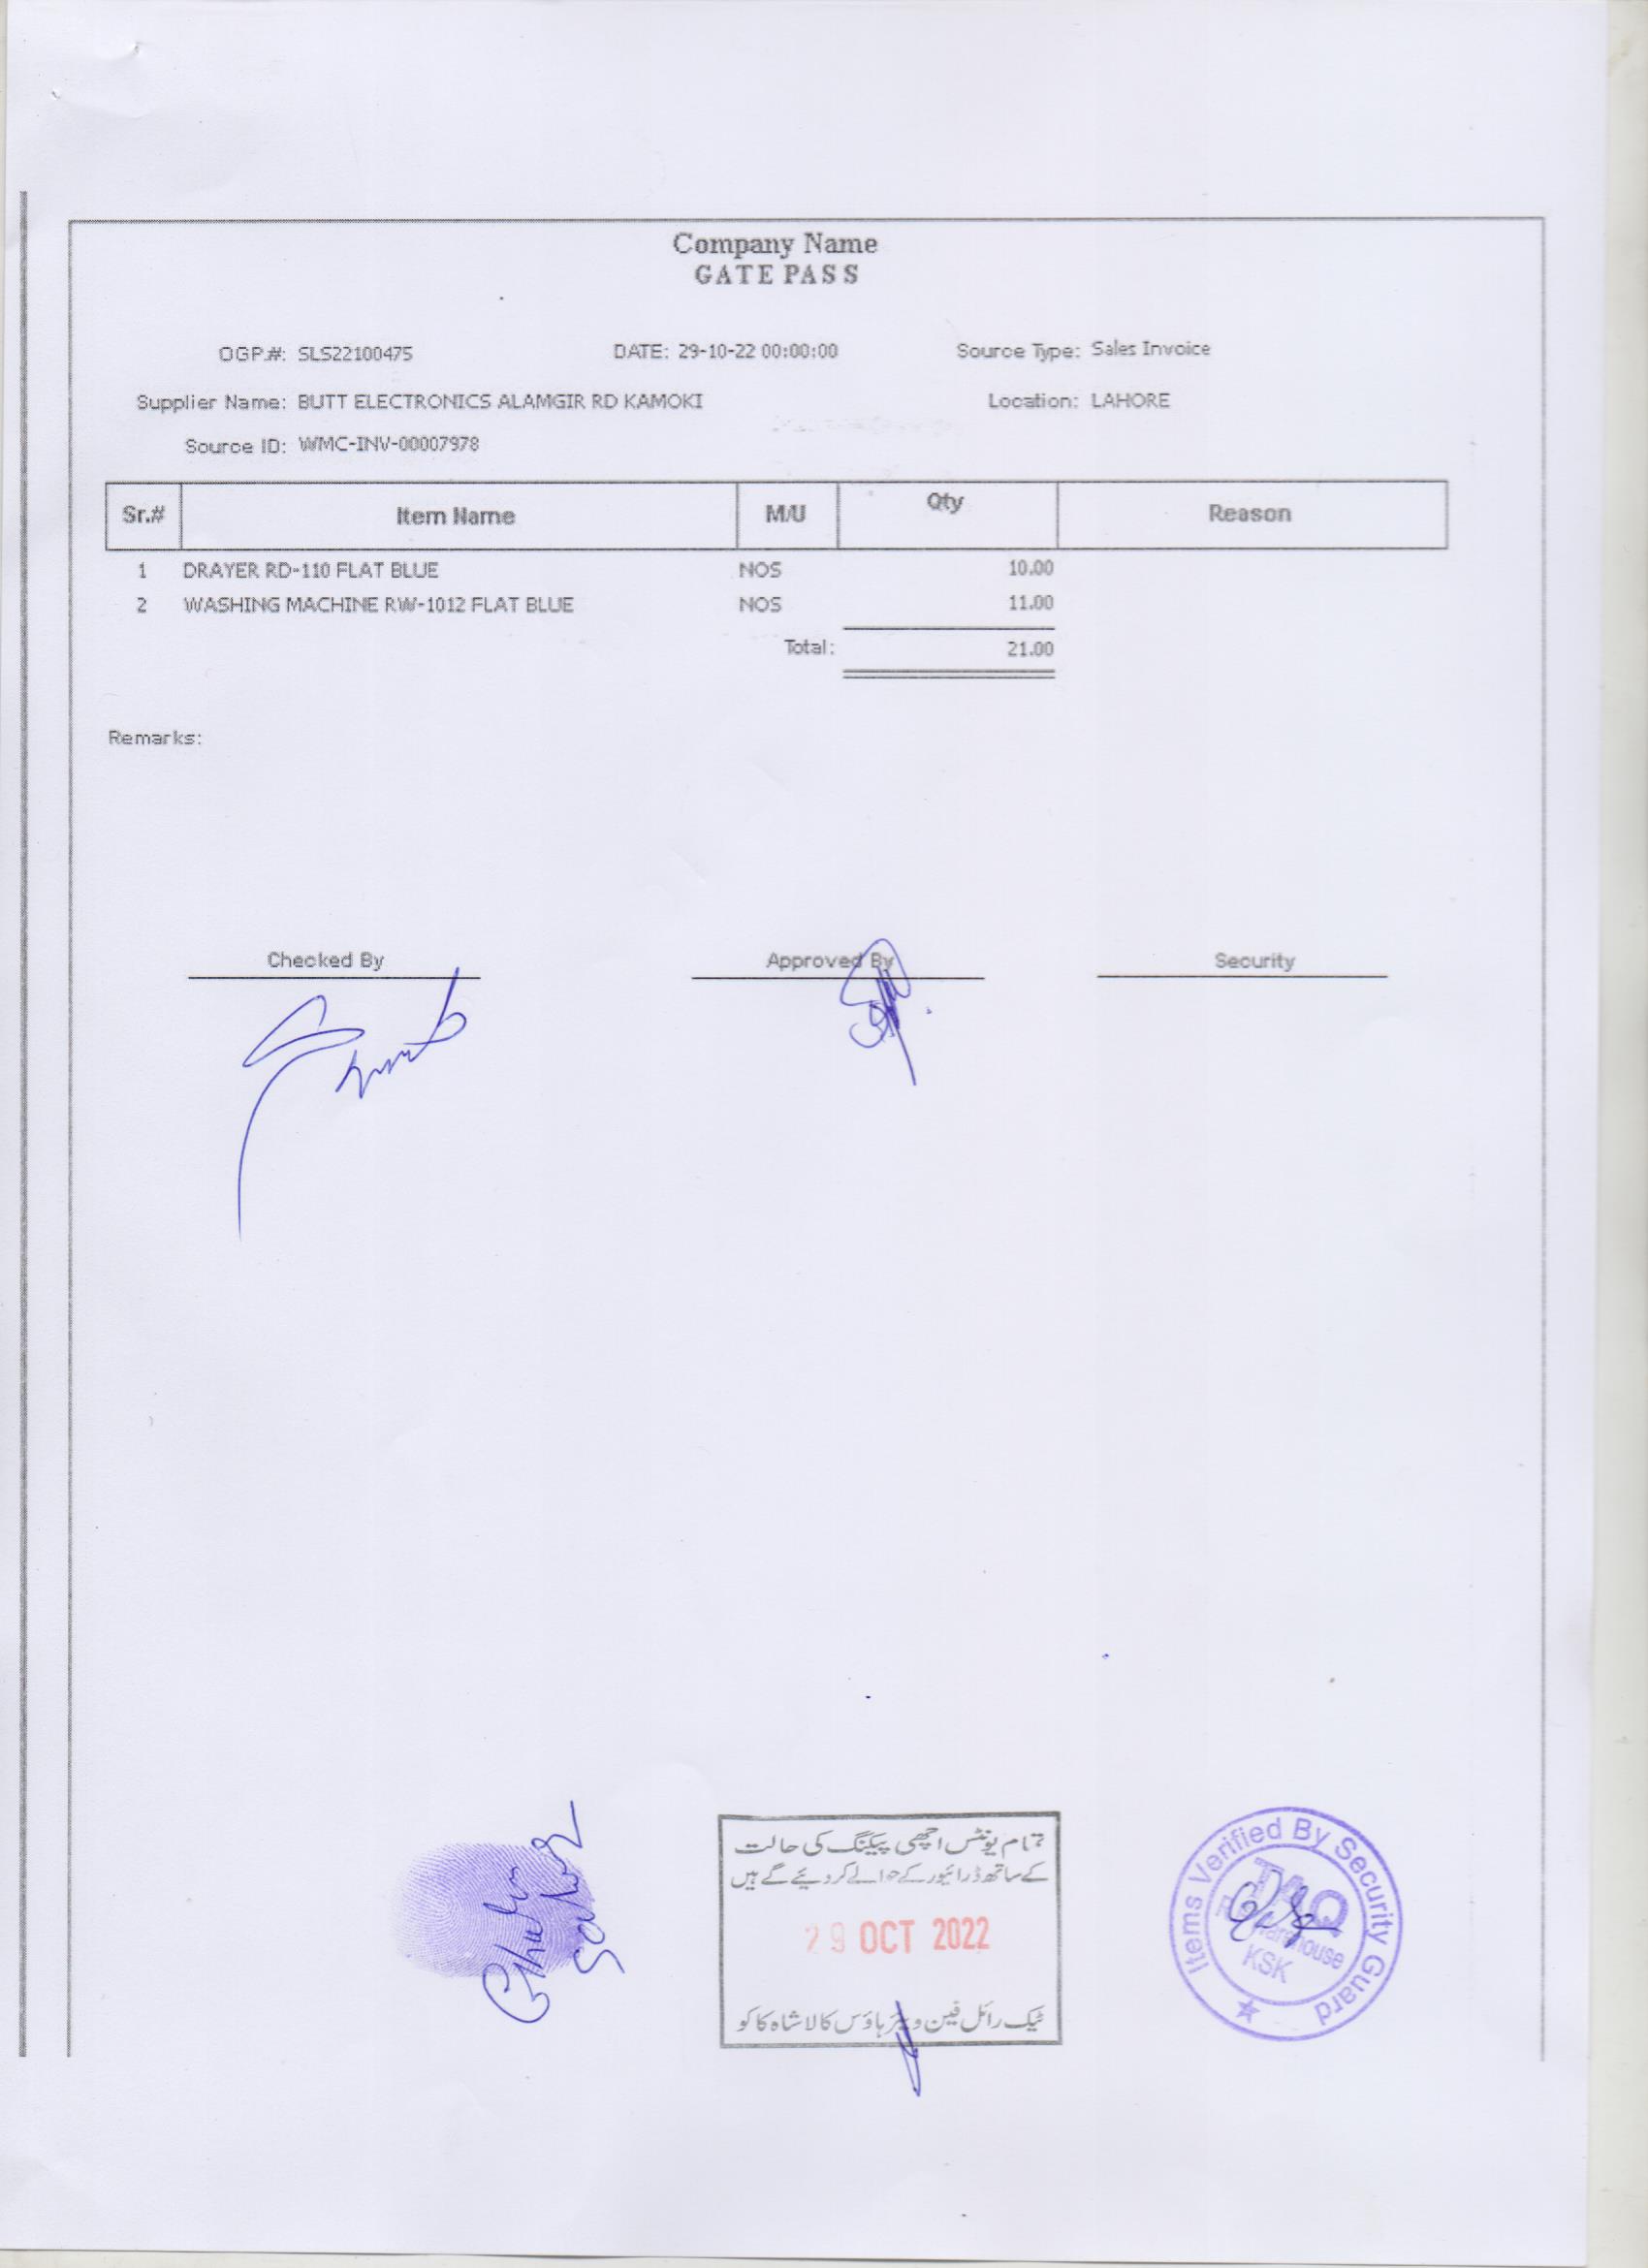 Company Name
GATE PASS
OGP.#: SLS22100475 DATE: 29-10-22 00:00:00 Source Type: Sales Invoice
Supplier Name: BUTT ELECTRONICS ALAMGIR RD KAMOKI Location: LAHORE
Source ID: WMC-INV-00007978
Sr.# Item Name M/U Qty Reason
1 DRAYER RD-110 FLAT BLUE NOS 10.00
2 WASHING MACHINE RW-1012 FLAT BLUE NOS 11.00
Total: 21.00
Remarks:
Checked By Approved By Security
تمام یونٹس اچھی پیکنگ کی حالت
کے ساتھ ڈرائیور کے حوالے کر دیئے گے ہیں
29 OCT 2022
ٹیک رائل فین ویئر ہاؤس کالا شاہ کاکو
Items Verified By Security Guard
TAQ
Warehouse
KSK